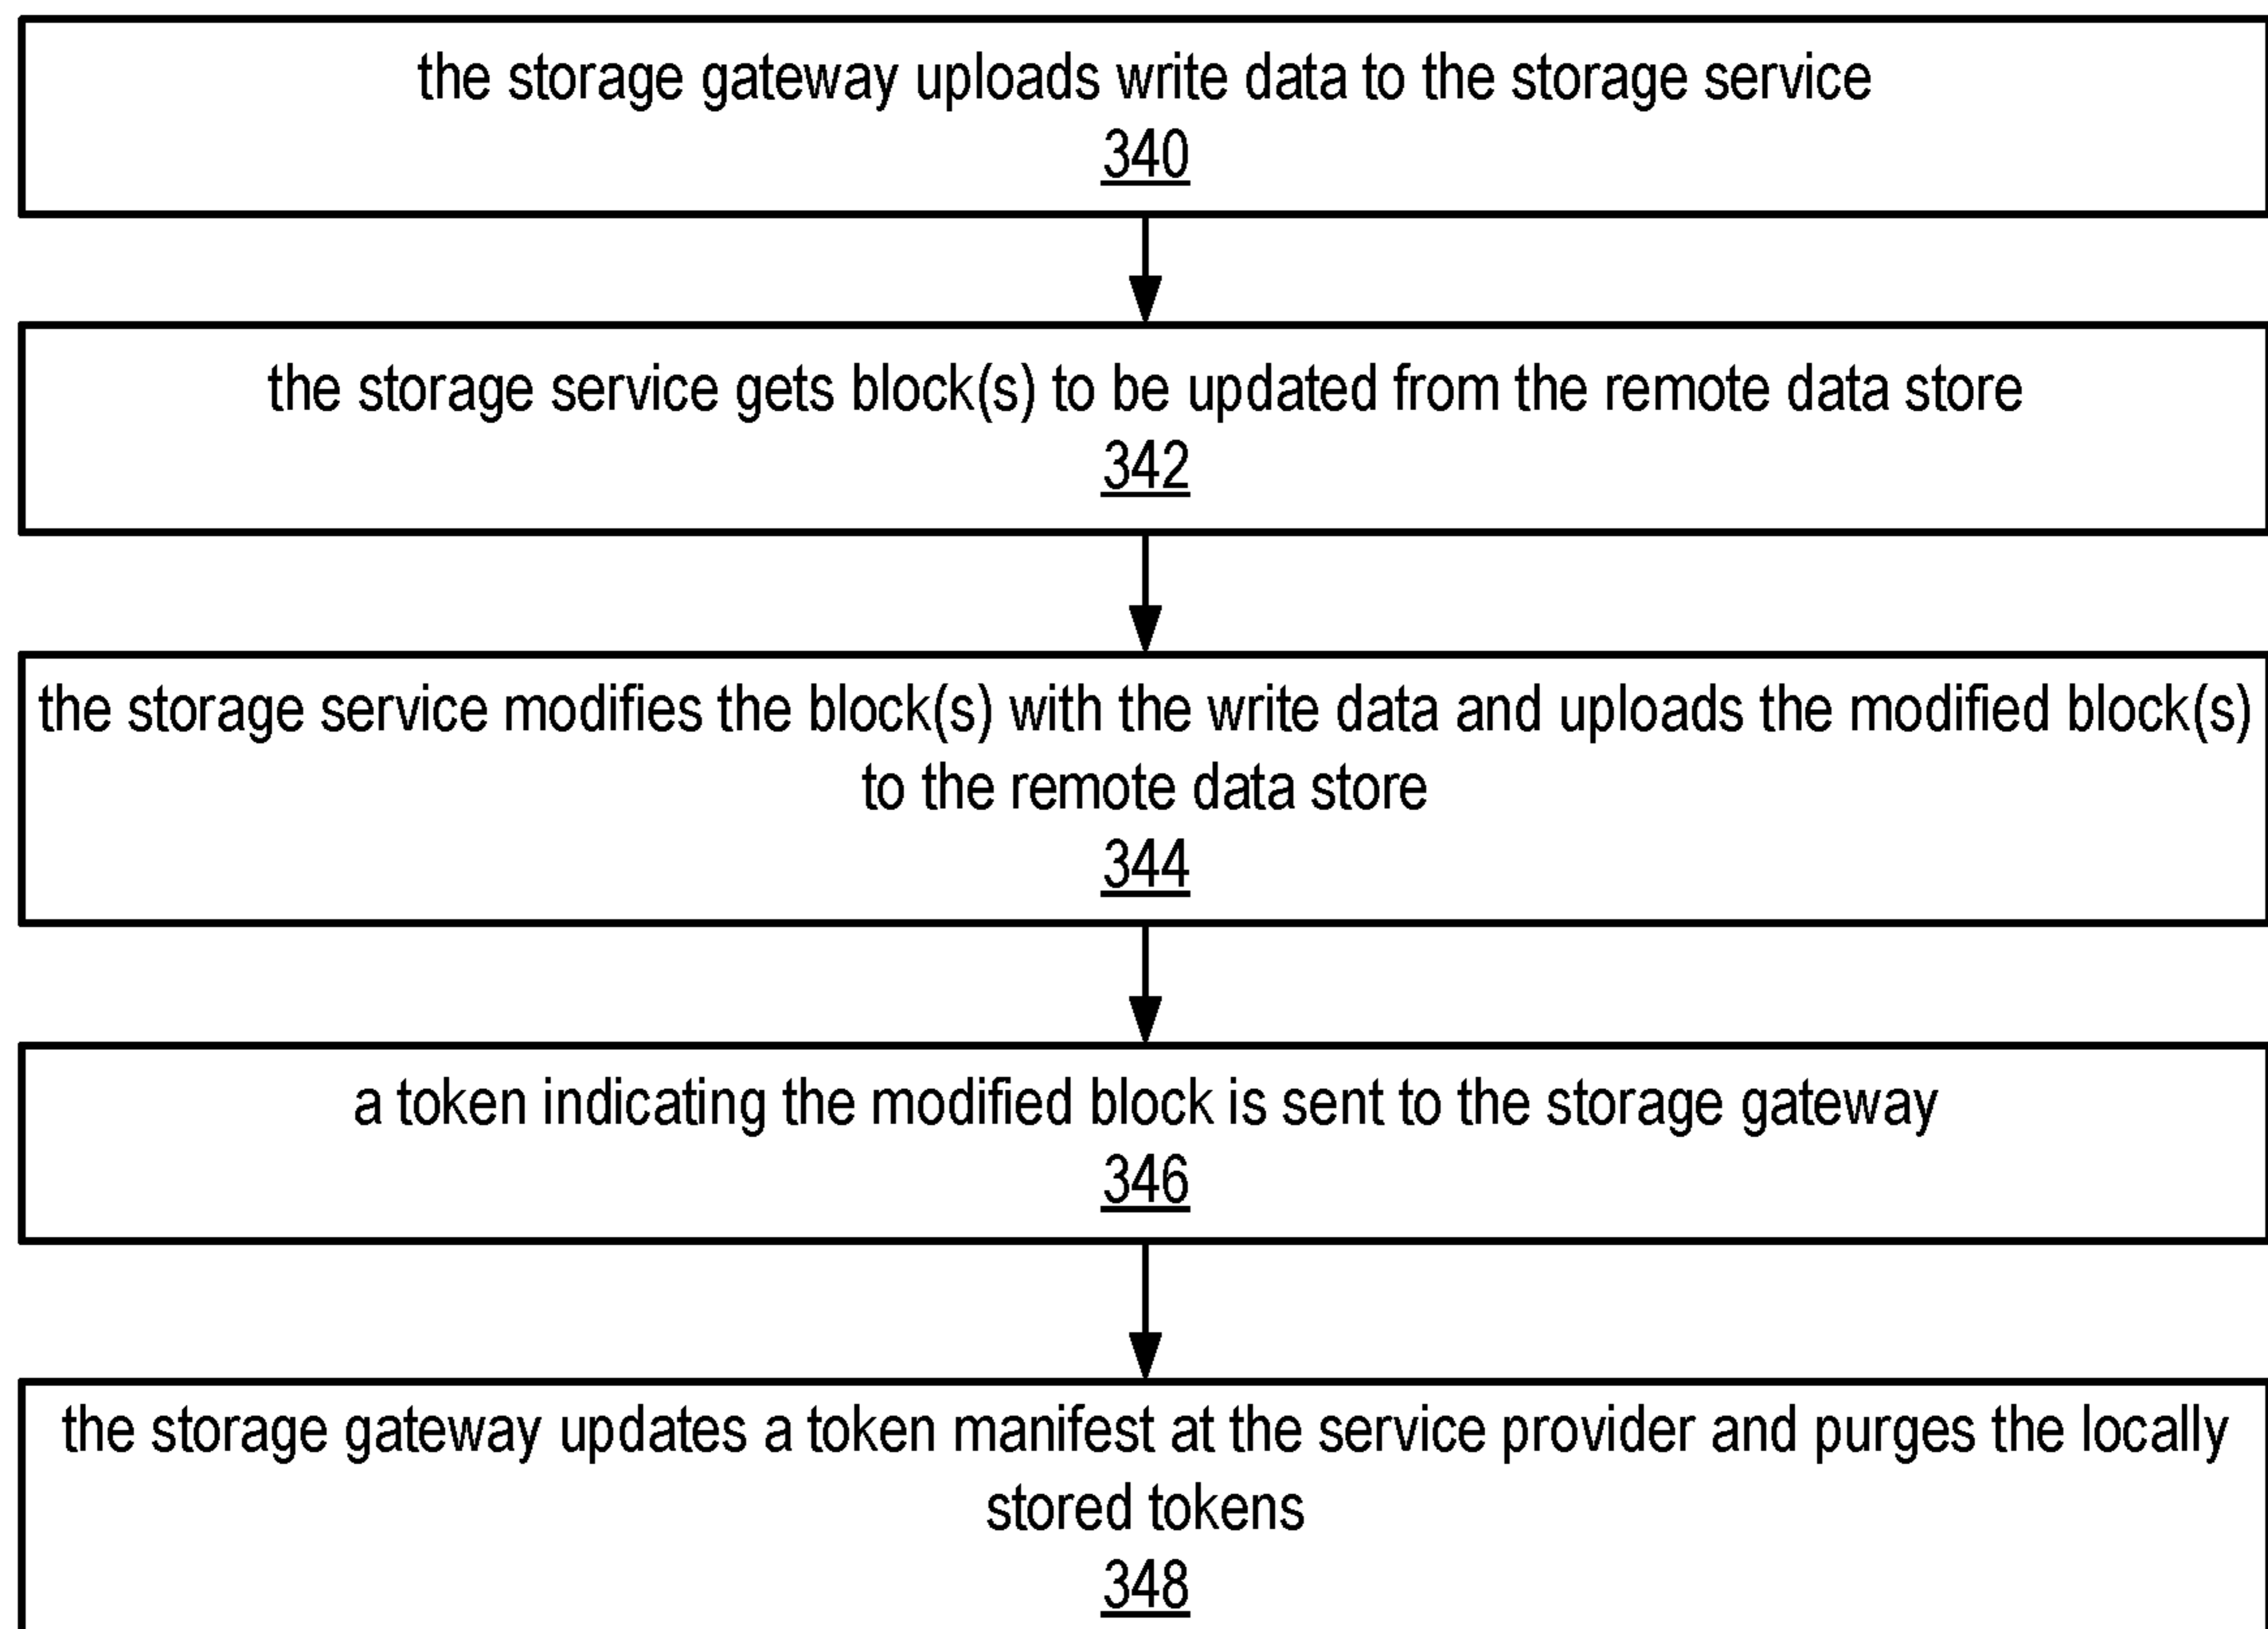 the storage gateway uploads write data to the storage service
340
the storage service gets block(s) to be updated from the remote data store
342
the storage service modifies the block(s) with the write data and uploads the modified block(s)
to the remote data store
344
a token indicating the modified block is sent to the storage gateway
346
the storage gateway updates a token manifest at the service provider and purges the locally
stored tokens
348